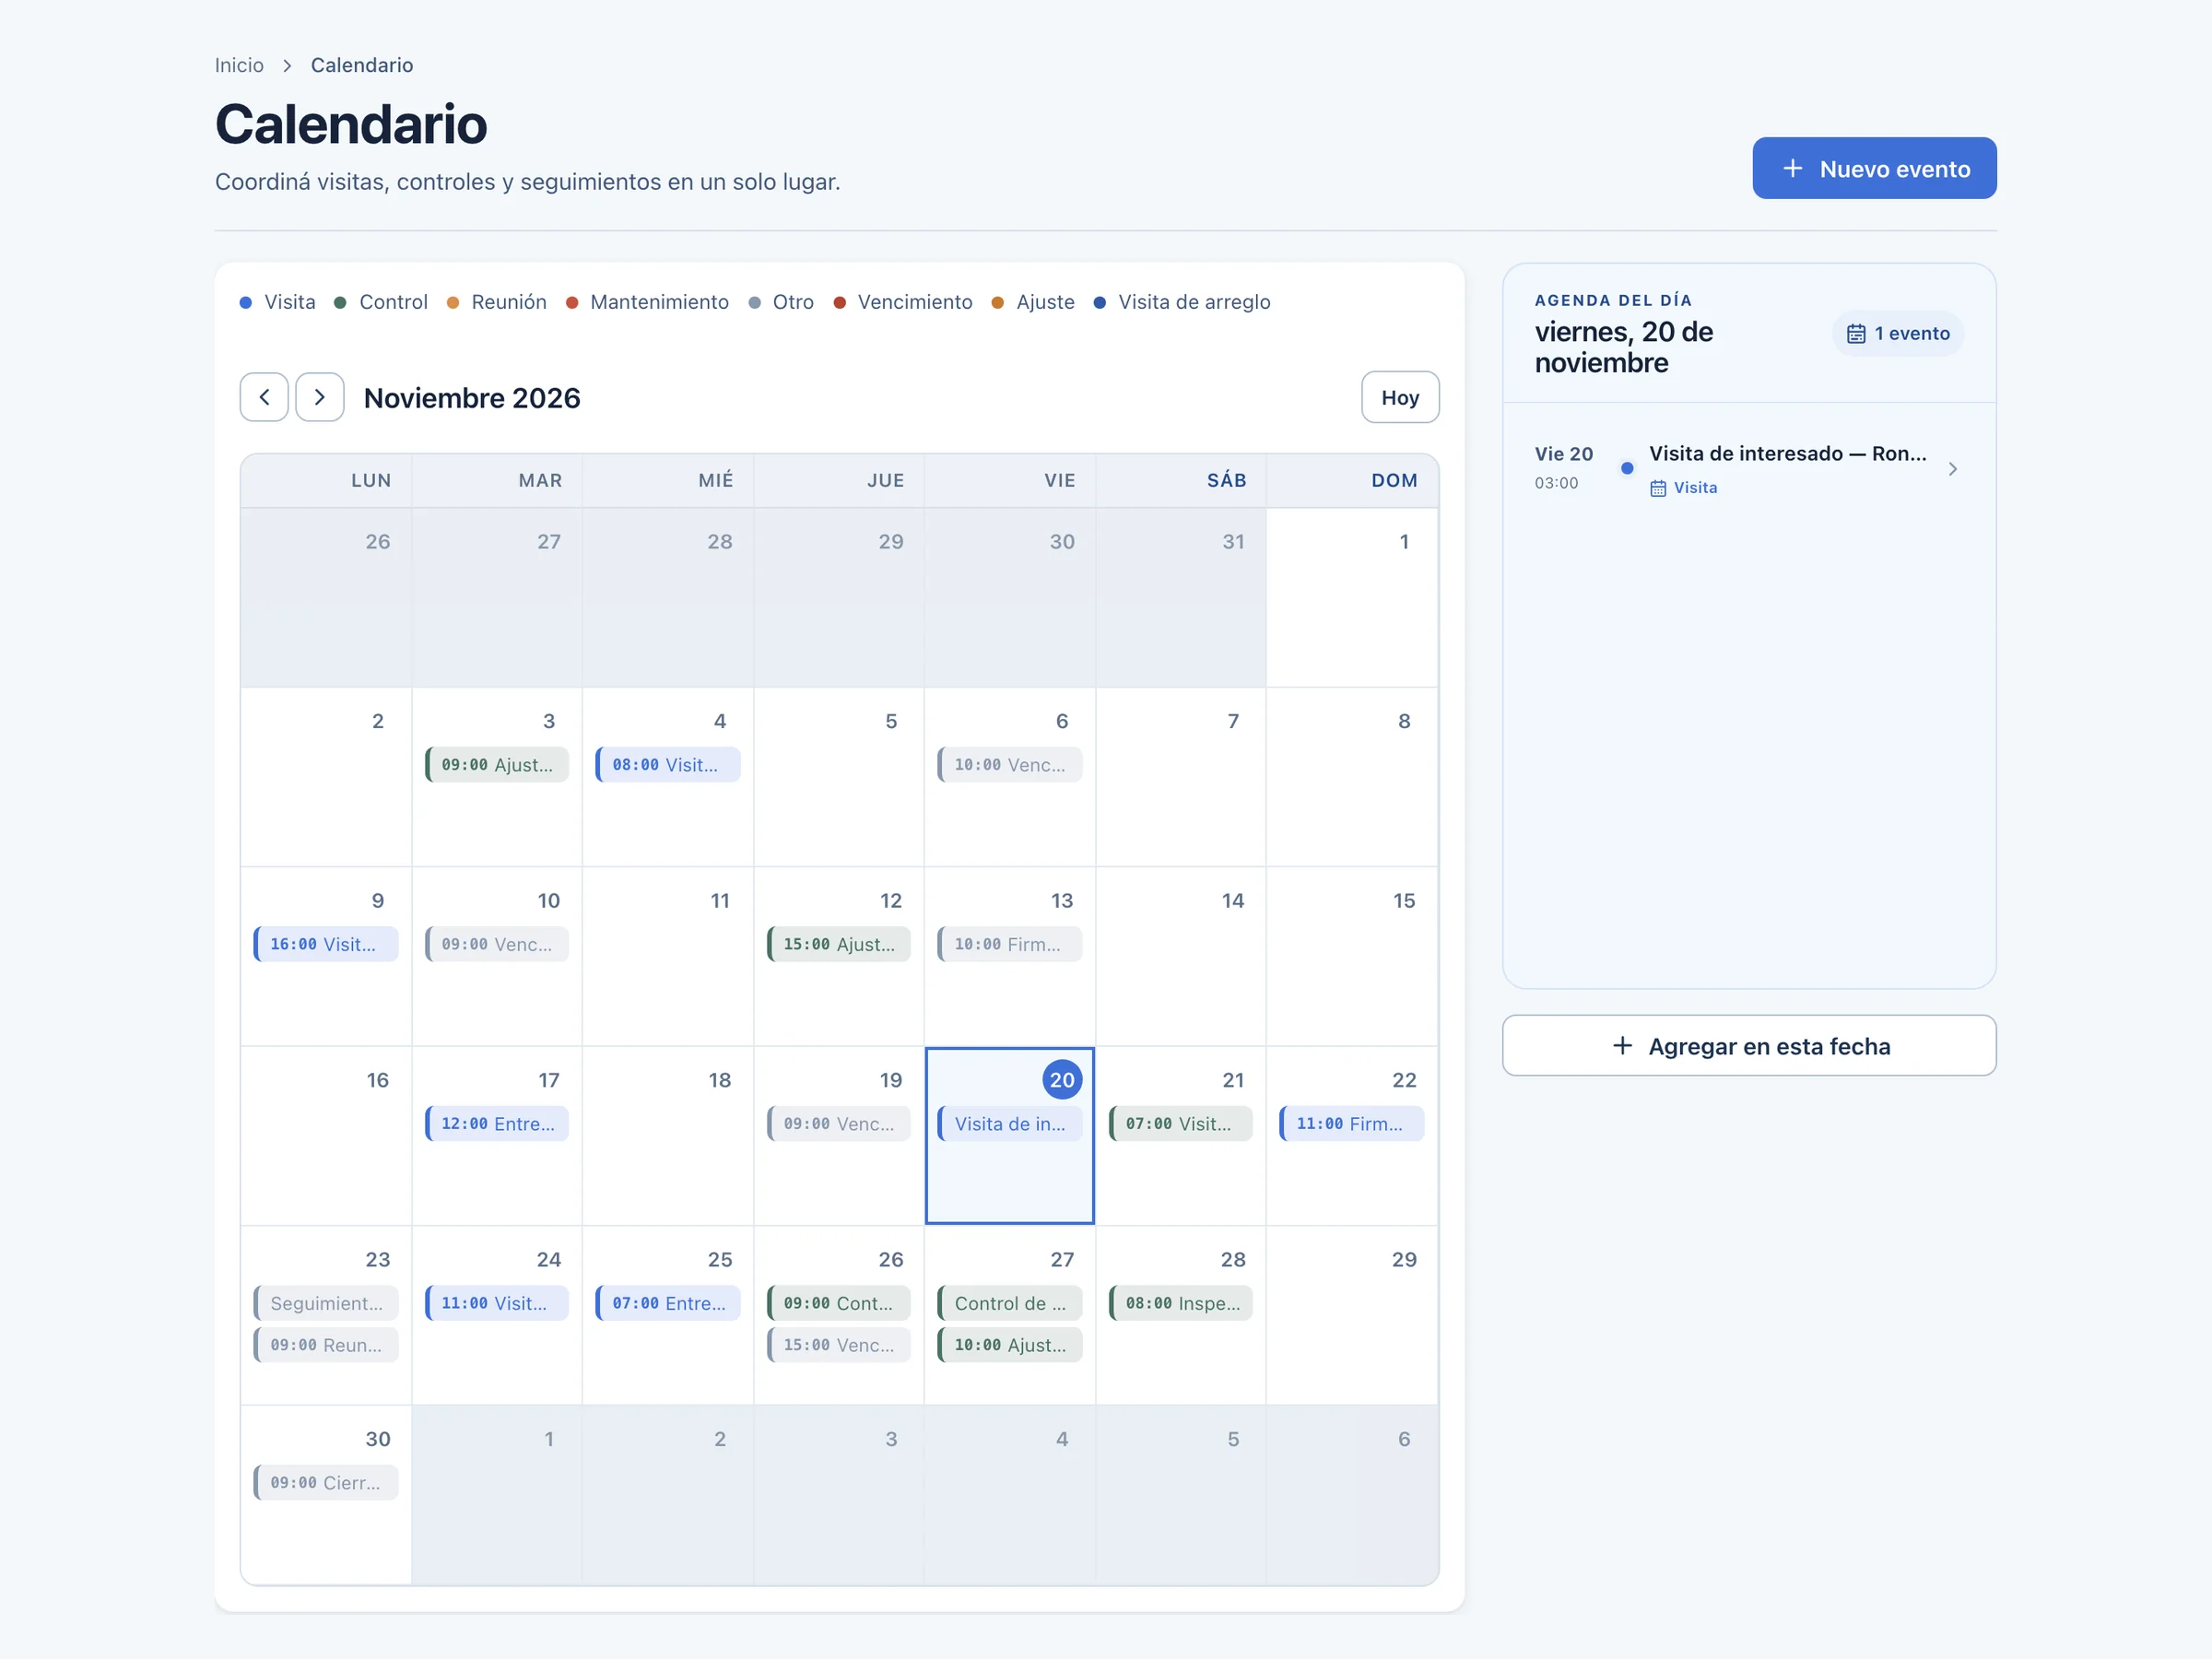 Inicio > Calendario
Calendario
Coordiná visitas, controles y seguimientos en un solo lugar.
+ Nuevo evento
Visita Control Reunión Mantenimiento Otro Vencimiento Ajuste Visita de arreglo
Noviembre 2026
Hoy
LUN MAR MIÉ JUE VIE SÁB DOM
26 27 28 29 30 31 1
2 3 4 5 6 7 8
09:00 Ajust... 08:00 Visit... 10:00 Venc...
9 10 11 12 13 14 15
16:00 Visit... 09:00 Venc... 15:00 Ajust... 10:00 Firm...
16 17 18 19 20 21 22
12:00 Entre... 09:00 Venc... Visita de in... 07:00 Visit... 11:00 Firm...
23 24 25 26 27 28 29
Seguimient... 11:00 Visit... 07:00 Entre... 09:00 Cont... Control de ... 08:00 Inspe...
09:00 Reun... 15:00 Venc... 10:00 Ajust...
30 1 2 3 4 5 6
09:00 Cierr...
AGENDA DEL DÍA
viernes, 20 de
noviembre
1 evento
Vie 20 Visita de interesado — Ron...
03:00 Visita
+ Agregar en esta fecha